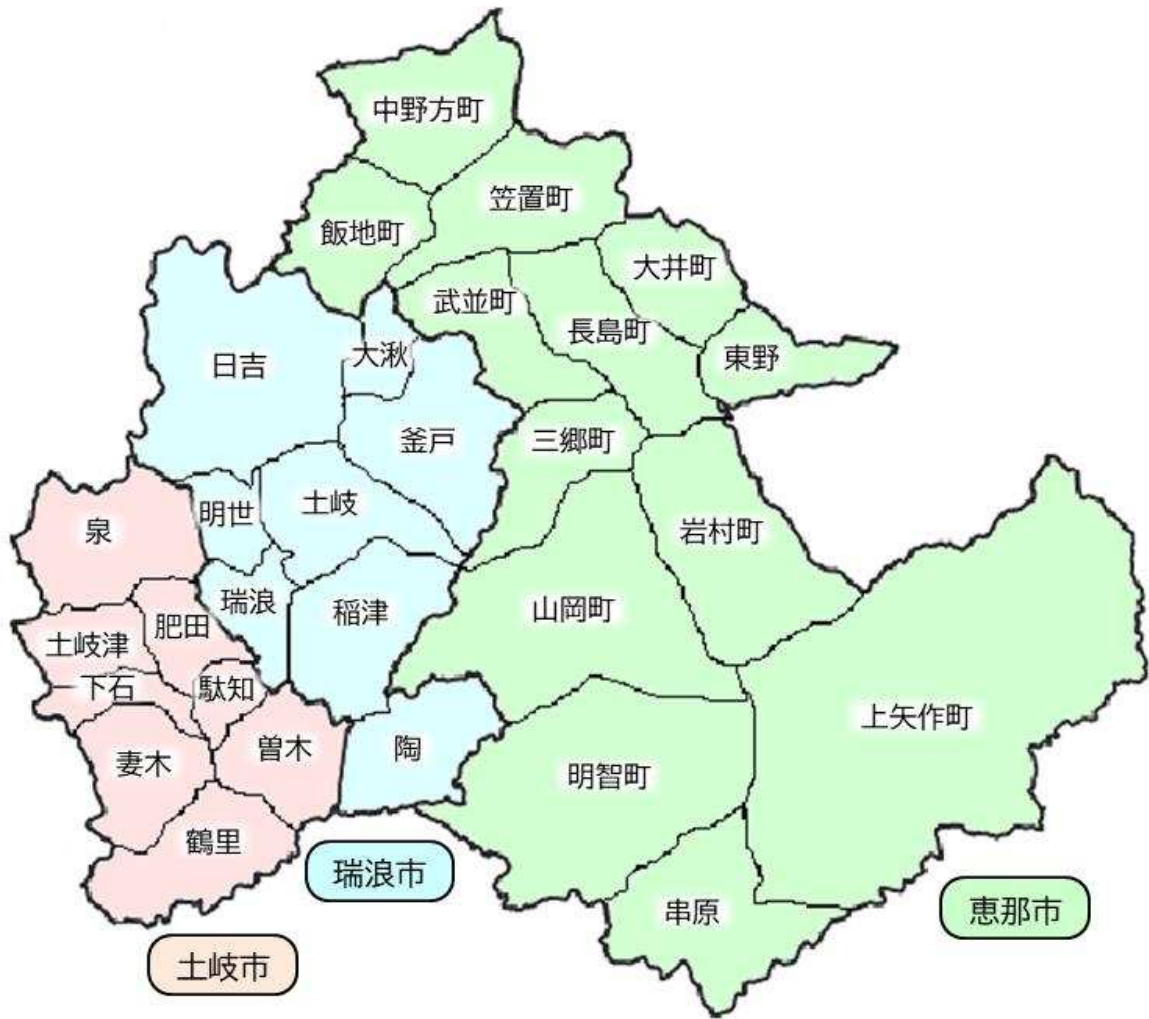 中野方町
笠置町
飯地町
大井町
武並町
長島町
東野
大湫
日吉
釜戸
三郷町
土岐
明世
岩村町
泉
瑞浪
稲津
山岡町
肥田
土岐津
下石
駄知
上矢作町
曽木
陶
妻木
明智町
鶴里
瑞浪市
串原
恵那市
土岐市